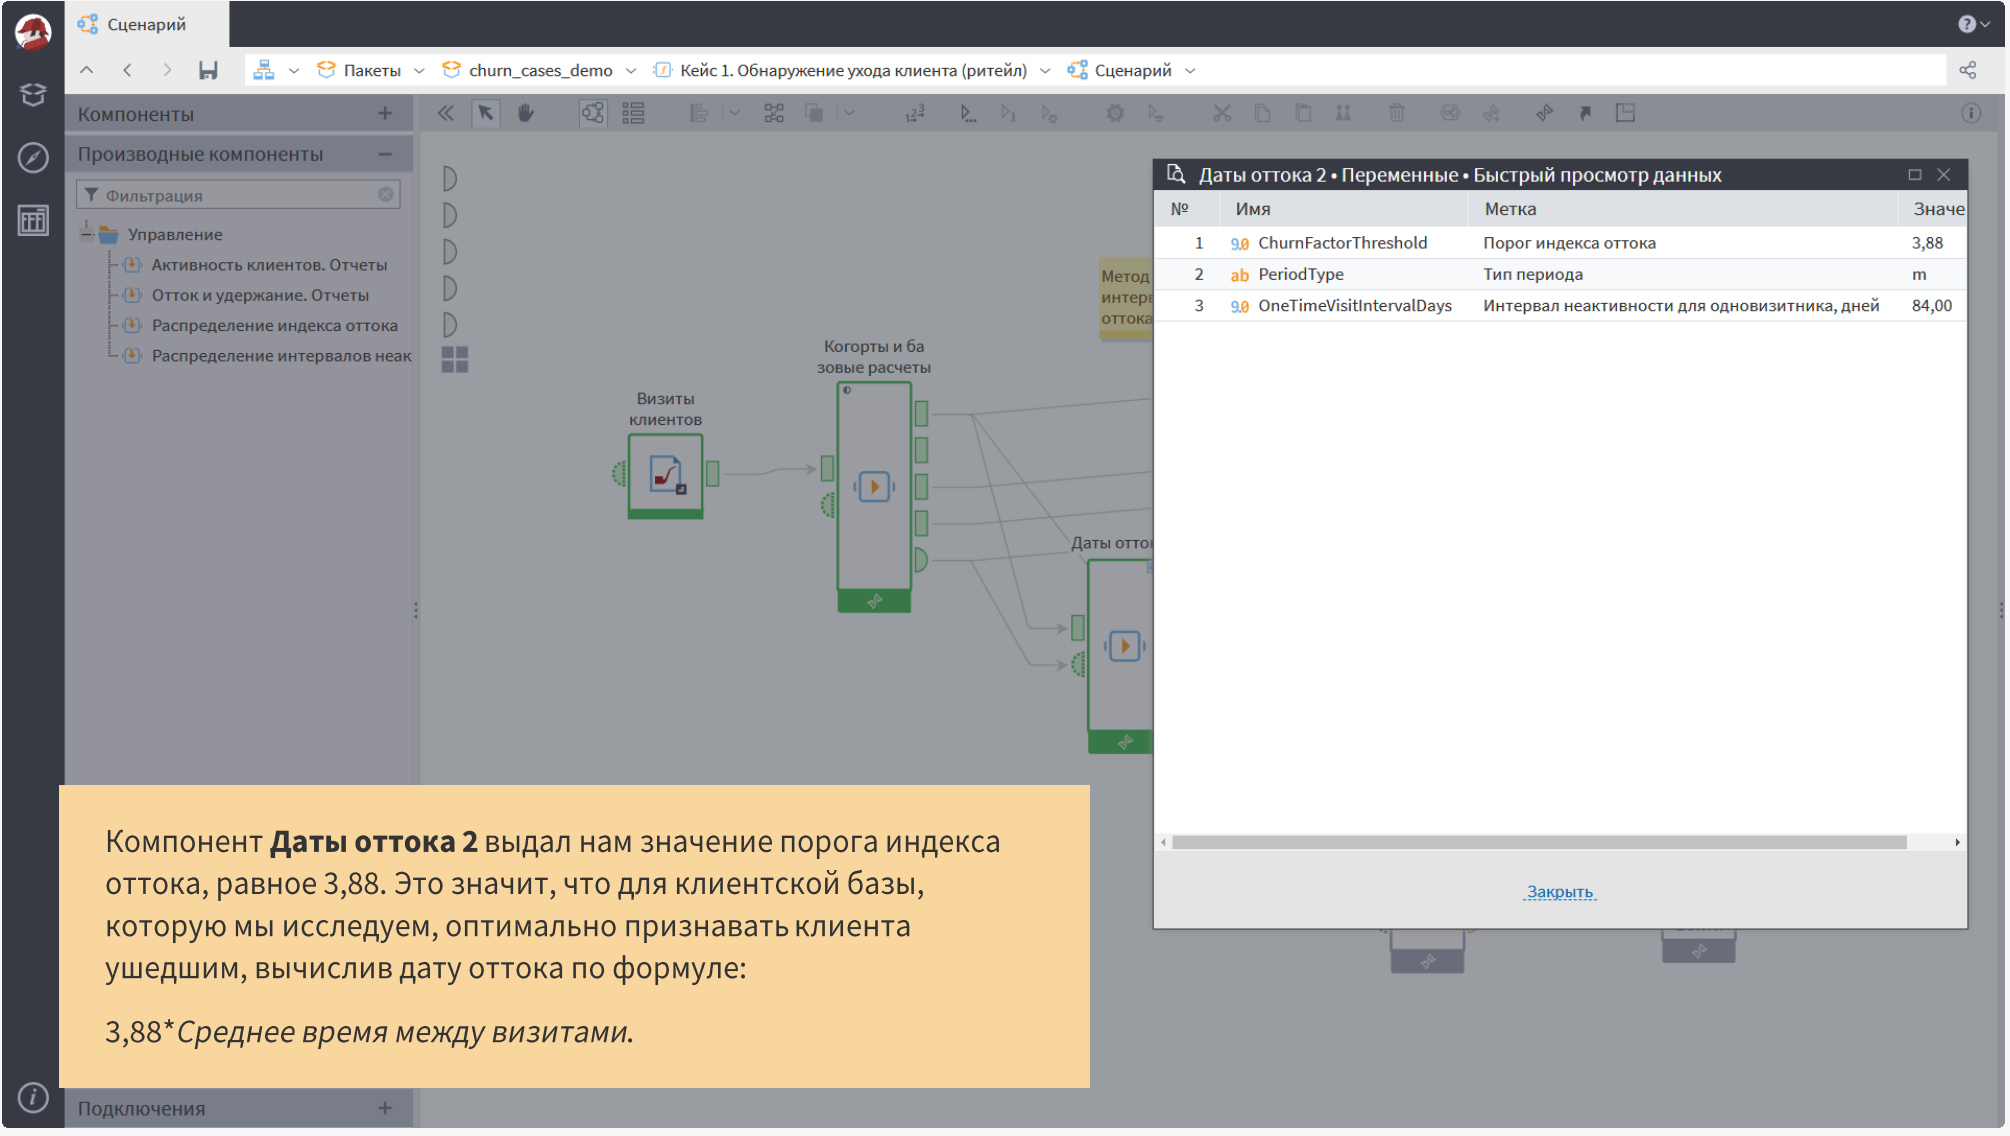 Сценарий
Пакеты
churn_cases_demo
Кейс 1. Обнаружение ухода клиента (ритейл)
Сценарий
Компоненты
Производные компоненты
Фильтрация
Управление
Активность клиентов. Отчеты
Отток и удержание. Отчеты
Распределение индекса оттока
Распределение интервалов неак
Метод
интерв
оттока
Когорты и ба
зовые расчеты
Визиты
клиентов
Даты отто
Даты оттока 2 • Переменные • Быстрый просмотр данных
№ Имя Метка Значе
1 9.0 ChurnFactorThreshold Порог индекса оттока 3,88
2 ab PeriodType Тип периода m
3 9.0 OneTimeVisitIntervalDays Интервал неактивности для одновизитника, дней 84,00
Закрыть
Компонент Даты оттока 2 выдал нам значение порога индекса
оттока, равное 3,88. Это значит, что для клиентской базы,
которую мы исследуем, оптимально признавать клиента
ушедшим, вычислив дату оттока по формуле:
3,88*Среднее время между визитами.
Подключения